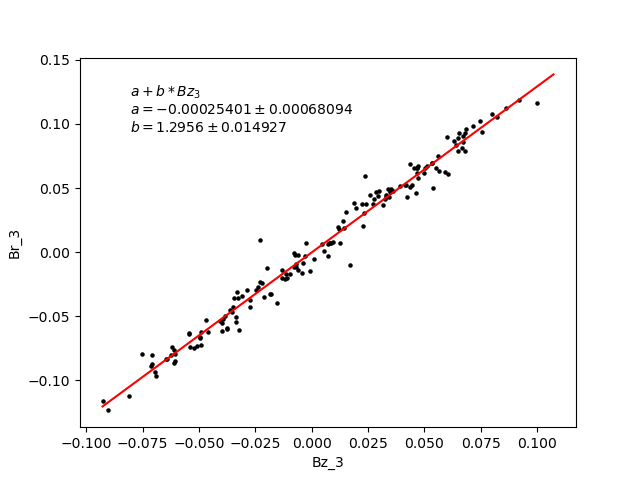 0.15
a + b * Bz_3
a = −0.00025401 ± 0.00068094
b = 1.2956 ± 0.014927
0.10
0.05
0.00
−0.05
−0.10
Br_3
−0.100 −0.075 −0.050 −0.025 0.000 0.025 0.050 0.075 0.100
Bz_3